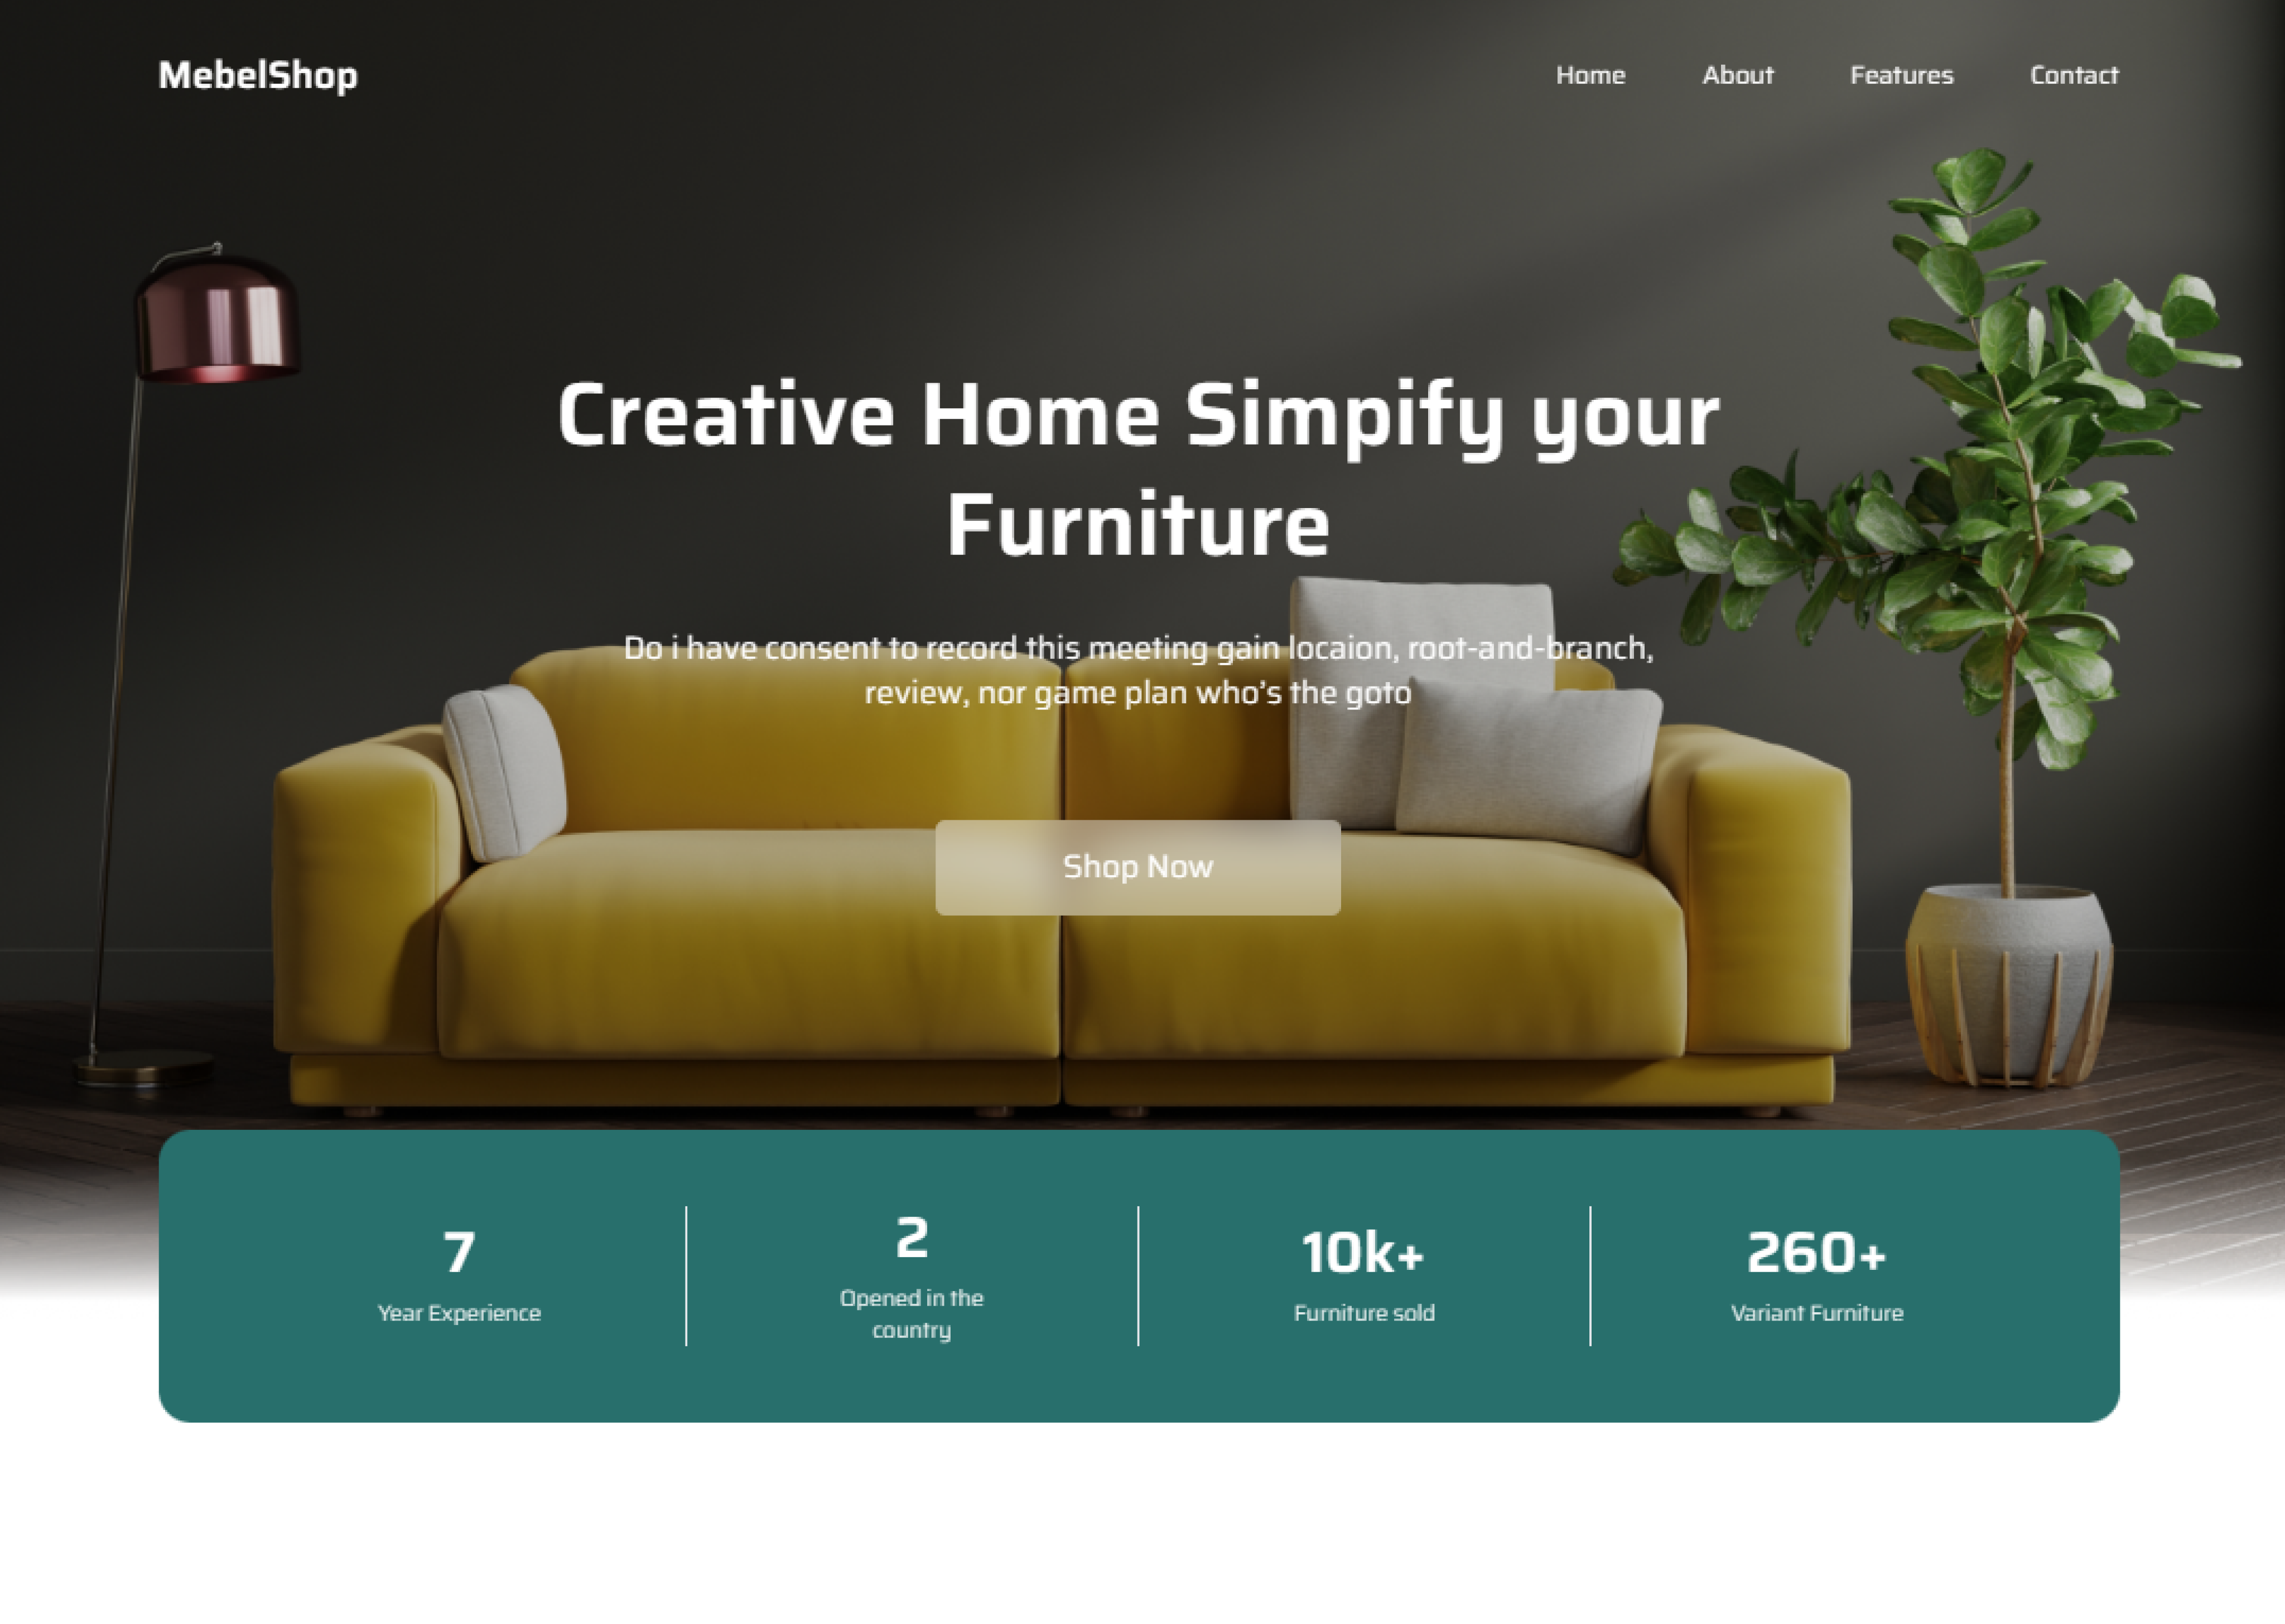 MebelShop
Home
About
Features
Contact
Creative Home Simpify your
Furniture
Do i have consent to record this meeting gain locaion, root-and-branch,
review, nor game plan who's the goto
Shop Now
7
Year Experience
2
Opened in the
country
10k+
Furniture sold
260+
Variant Furniture